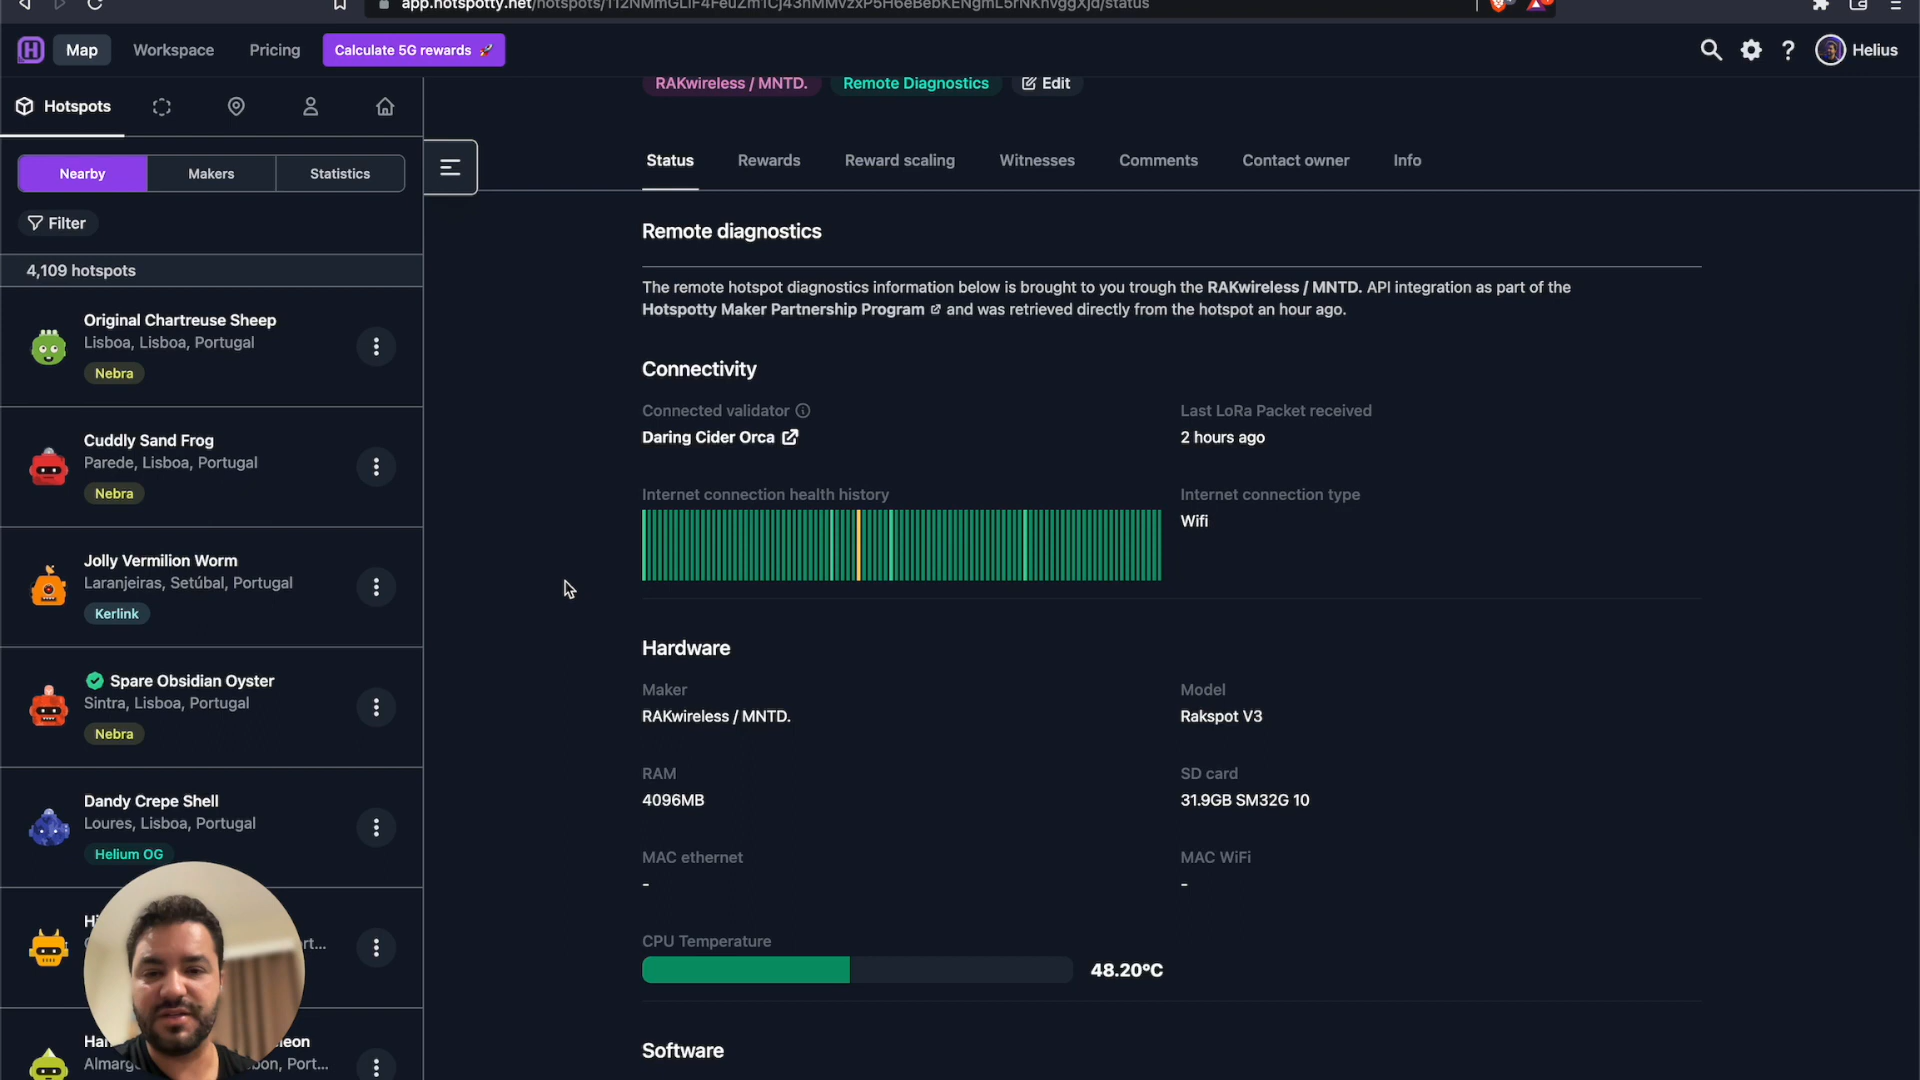 app.hotspotty.net/hotspots/
Map
Workspace
Pricing
Calculate 5G rewards
?
Helius
RAKwireless / MNTD.
Remote Diagnostics
Edit
Hotspots
Nearby
Makers
Statistics
Filter
4,109 hotspots
Original Chartreuse Sheep
Lisboa, Lisboa, Portugal
Nebra
Cuddly Sand Frog
Parede, Lisboa, Portugal
Nebra
Jolly Vermilion Worm
Laranjeiras, Setúbal, Portugal
Kerlink
Spare Obsidian Oyster
Sintra, Lisboa, Portugal
Nebra
Dandy Crepe Shell
Loures, Lisboa, Portugal
Helium OG
Status
Rewards
Reward scaling
Witnesses
Comments
Contact owner
Info
Remote diagnostics
The remote hotspot diagnostics information below is brought to you trough the RAKwireless / MNTD. API integration as part of the
Hotspotty Maker Partnership Program and was retrieved directly from the hotspot an hour ago.
Connectivity
Connected validator
Daring Cider Orca
Last LoRa Packet received
2 hours ago
Internet connection health history
Internet connection type
Wifi
Hardware
Maker
RAKwireless / MNTD.
Model
Rakspot V3
RAM
4096MB
SD card
31.9GB SM32G 10
MAC ethernet
-
MAC WiFi
-
CPU Temperature
48.20°C
Software